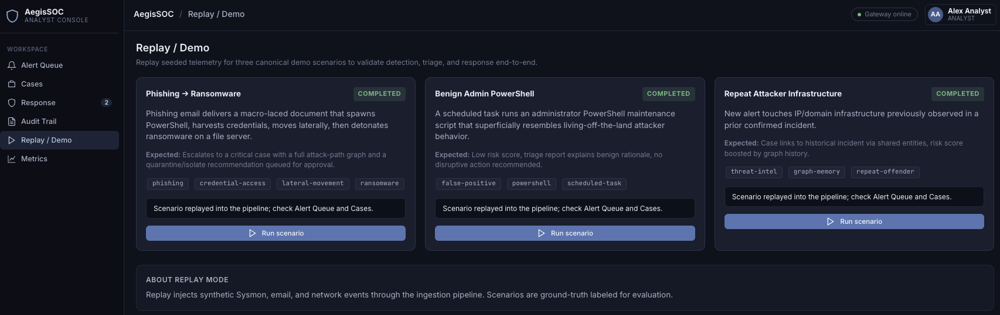 AegisSOC
ANALYST CONSOLE
WORKSPACE
Alert Queue
Cases
Response 2
Audit Trail
Replay / Demo
Metrics
AegisSOC / Replay / Demo
Gateway online
AA
Alex Analyst
ANALYST
Replay / Demo
Replay seeded telemetry for three canonical demo scenarios to validate detection, triage, and response end-to-end.
Phishing → Ransomware COMPLETED
Phishing email delivers a macro-laced document that spawns
PowerShell, harvests credentials, moves laterally, then detonates
ransomware on a file server.
Expected: Escalates to a critical case with a full attack-path graph and a
quarantine/isolate recommendation queued for approval.
phishing credential-access lateral-movement ransomware
Scenario replayed into the pipeline; check Alert Queue and Cases.
Run scenario
Benign Admin PowerShell COMPLETED
A scheduled task runs an administrator PowerShell maintenance
script that superficially resembles living-off-the-land attacker
behavior.
Expected: Low risk score, triage report explains benign rationale, no
disruptive action recommended.
false-positive powershell scheduled-task
Scenario replayed into the pipeline; check Alert Queue and Cases.
Run scenario
Repeat Attacker Infrastructure COMPLETED
New alert touches IP/domain infrastructure previously observed in a
prior confirmed incident.
Expected: Case links to historical incident via shared entities, risk score
boosted by graph history.
threat-intel graph-memory repeat-offender
Scenario replayed into the pipeline; check Alert Queue and Cases.
Run scenario
ABOUT REPLAY MODE
Replay injects synthetic Sysmon, email, and network events through the ingestion pipeline. Scenarios are ground-truth labeled for evaluation.